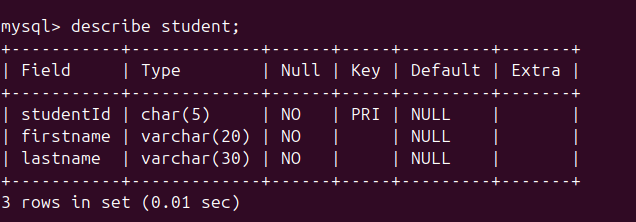 mysql> describe student;
+-----------+-------------+------+-----+---------+-------+
| Field     | Type        | Null | Key | Default | Extra |
+-----------+-------------+------+-----+---------+-------+
| studentId | char(5)     | NO   | PRI | NULL    |       |
| firstname | varchar(20) | NO   |     | NULL    |       |
| lastname  | varchar(30) | NO   |     | NULL    |       |
+-----------+-------------+------+-----+---------+-------+
3 rows in set (0.01 sec)